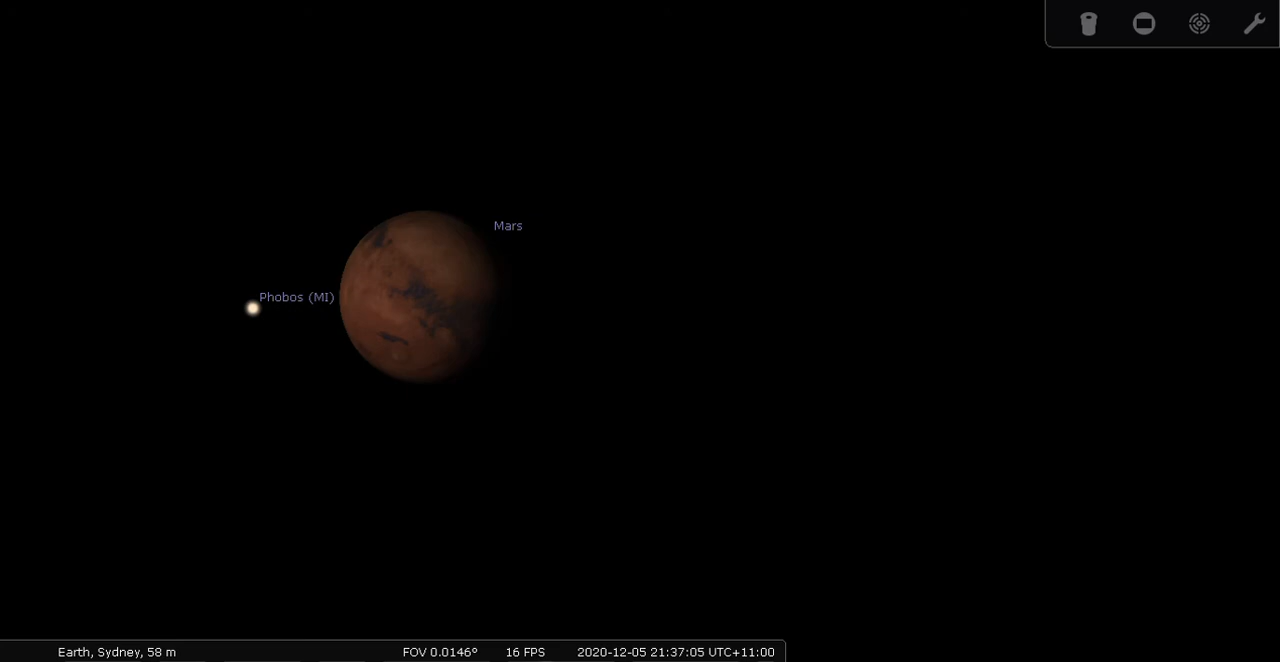 Mars
Phobos (MI)
Earth, Sydney, 58 m FOV 0.0146° 16 FPS 2020-12-05 21:37:05 UTC+11:00